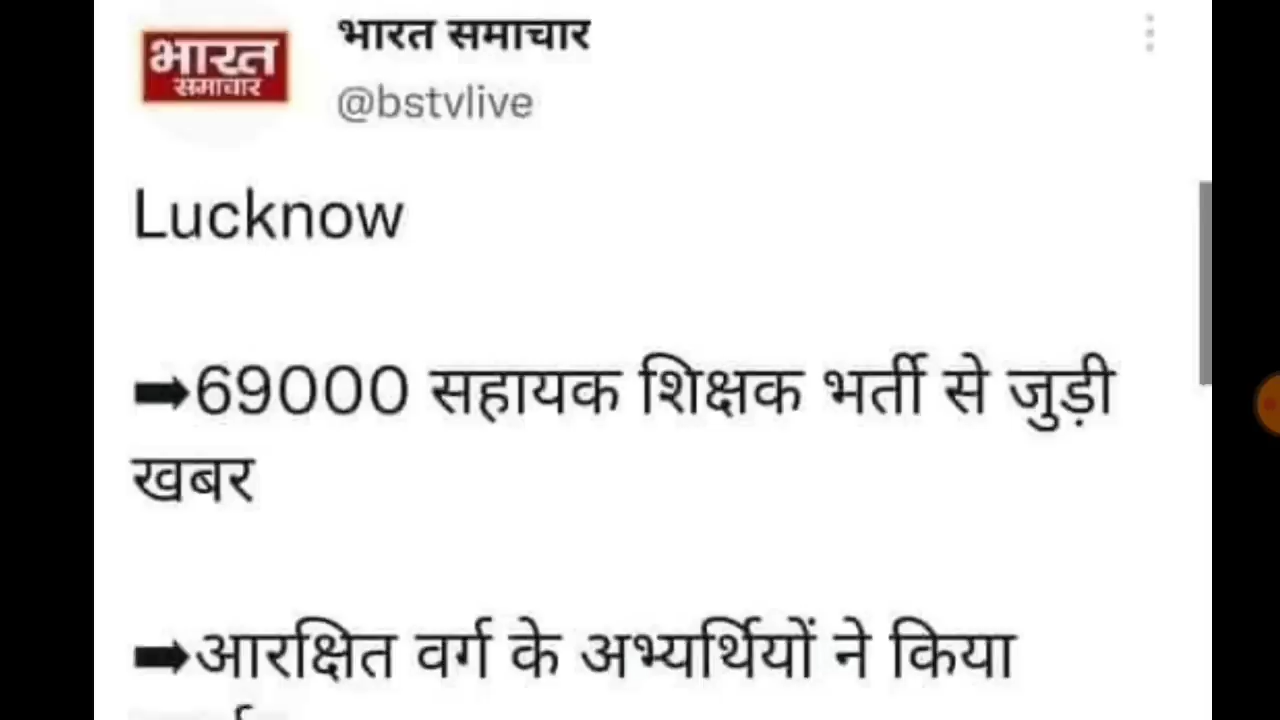 भारत
समाचार
भारत समाचार
@bstvlive
Lucknow
➡69000 सहायक शिक्षक भर्ती से जुड़ी
खबर
➡आरक्षित वर्ग के अभ्यर्थियों ने किया